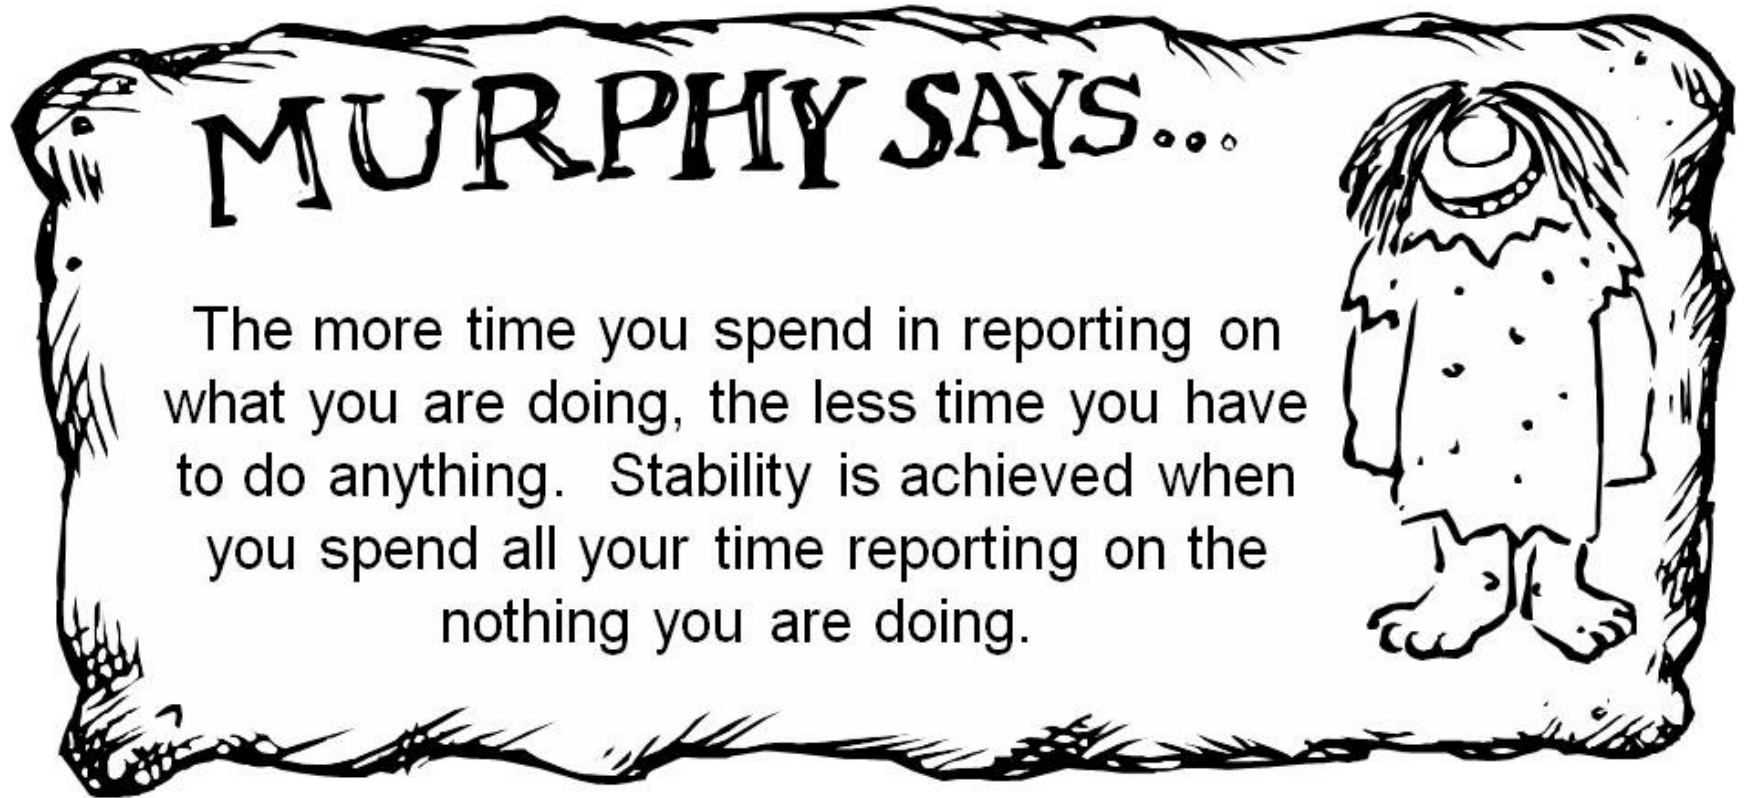 MURPHY SAYS...
The more time you spend in reporting on
what you are doing, the less time you have
to do anything.  Stability is achieved when
you spend all your time reporting on the
nothing you are doing.